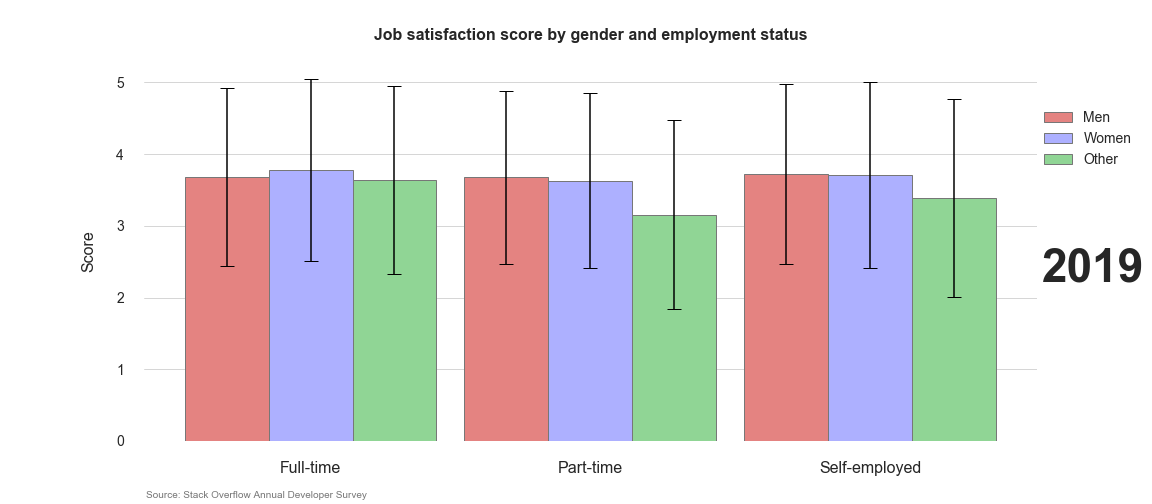 Job satisfaction score by gender and employment status
5
4
3
2
1
0
Score
Full-time
Part-time
Self-employed
Men
Women
Other
2019
Source: Stack Overflow Annual Developer Survey